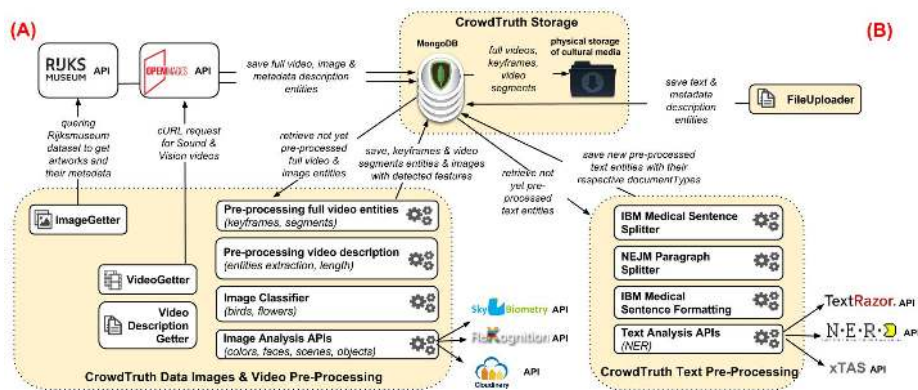 (A)
CrowdTruth Storage
(B)
RIJKS
MUSEUM
API
OPENIMAGES
API
save full video, image &
metadata description
entities
MongoDB
full videos,
keyframes,
video
segments
physical storage
of cultural media
save text &
metadata
description
entities
FileUploader
quering
Rijksmuseum
dataset to get
artworks and
their metadata
cURL request
for Sound &
Vision videos
retrieve not yet
pre-processed
full video &
image entities
save, keyframes & video
segments entities & images
with detected features
retrieve not
yet pre-
processed
text entities
save new pre-processed
text entities with their
respective documentTypes
ImageGetter
VideoGetter
Video
Description
Getter
Pre-processing full video entities
(keyframes, segments)
Pre-processing video description
(entities extraction, length)
Image Classifier
(birds, flowers)
Image Analysis APIs
(colors, faces, scenes, objects)
CrowdTruth Data Images & Video Pre-Processing
SkyBiometry API
Rekognition API
Cloudinary
API
IBM Medical Sentence
Splitter
NEJM Paragraph
Splitter
IBM Medical
Sentence Formatting
Text Analysis APIs
(NER)
CrowdTruth Text Pre-Processing
TextRazor. API
N·E·R·D API
xTAS API